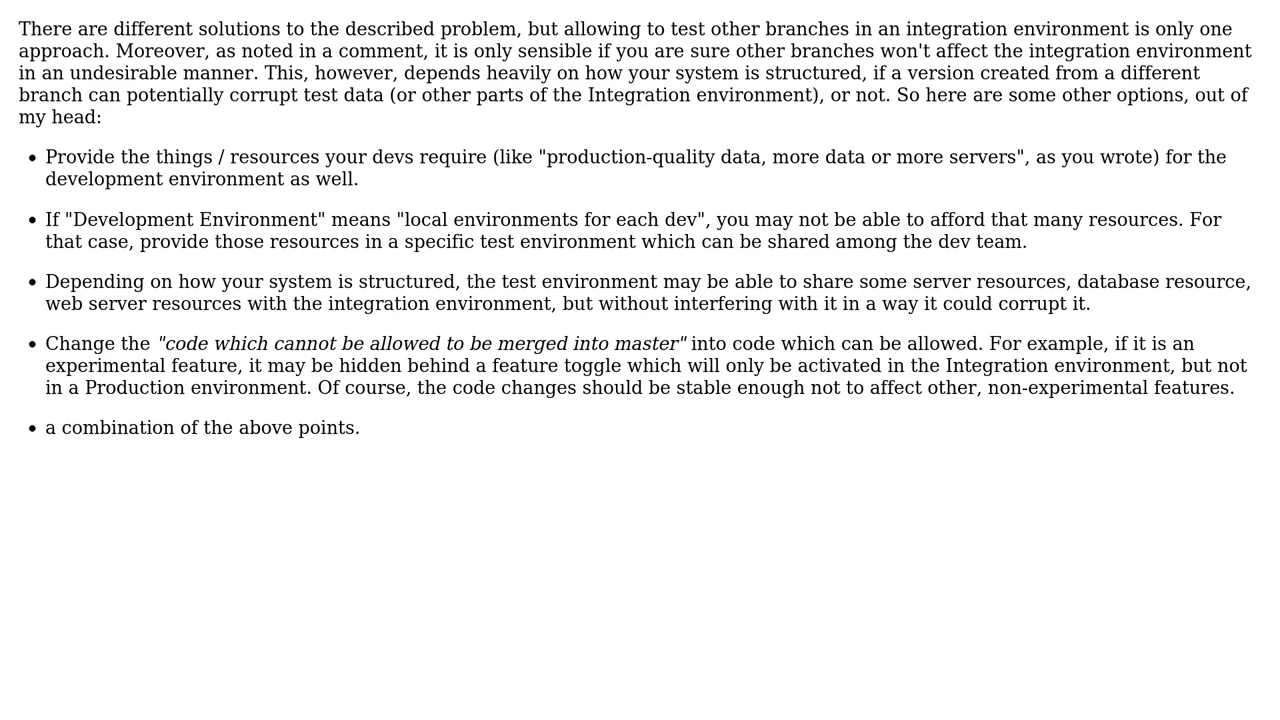 There are different solutions to the described problem, but allowing to test other branches in an integration environment is only one
approach. Moreover, as noted in a comment, it is only sensible if you are sure other branches won't affect the integration environment
in an undesirable manner. This, however, depends heavily on how your system is structured, if a version created from a different
branch can potentially corrupt test data (or other parts of the Integration environment), or not. So here are some other options, out of
my head:
• Provide the things / resources your devs require (like "production-quality data, more data or more servers", as you wrote) for the
development environment as well.
• If "Development Environment" means "local environments for each dev", you may not be able to afford that many resources. For
that case, provide those resources in a specific test environment which can be shared among the dev team.
• Depending on how your system is structured, the test environment may be able to share some server resources, database resource,
web server resources with the integration environment, but without interfering with it in a way it could corrupt it.
• Change the "code which cannot be allowed to be merged into master" into code which can be allowed. For example, if it is an
experimental feature, it may be hidden behind a feature toggle which will only be activated in the Integration environment, but not
in a Production environment. Of course, the code changes should be stable enough not to affect other, non-experimental features.
• a combination of the above points.